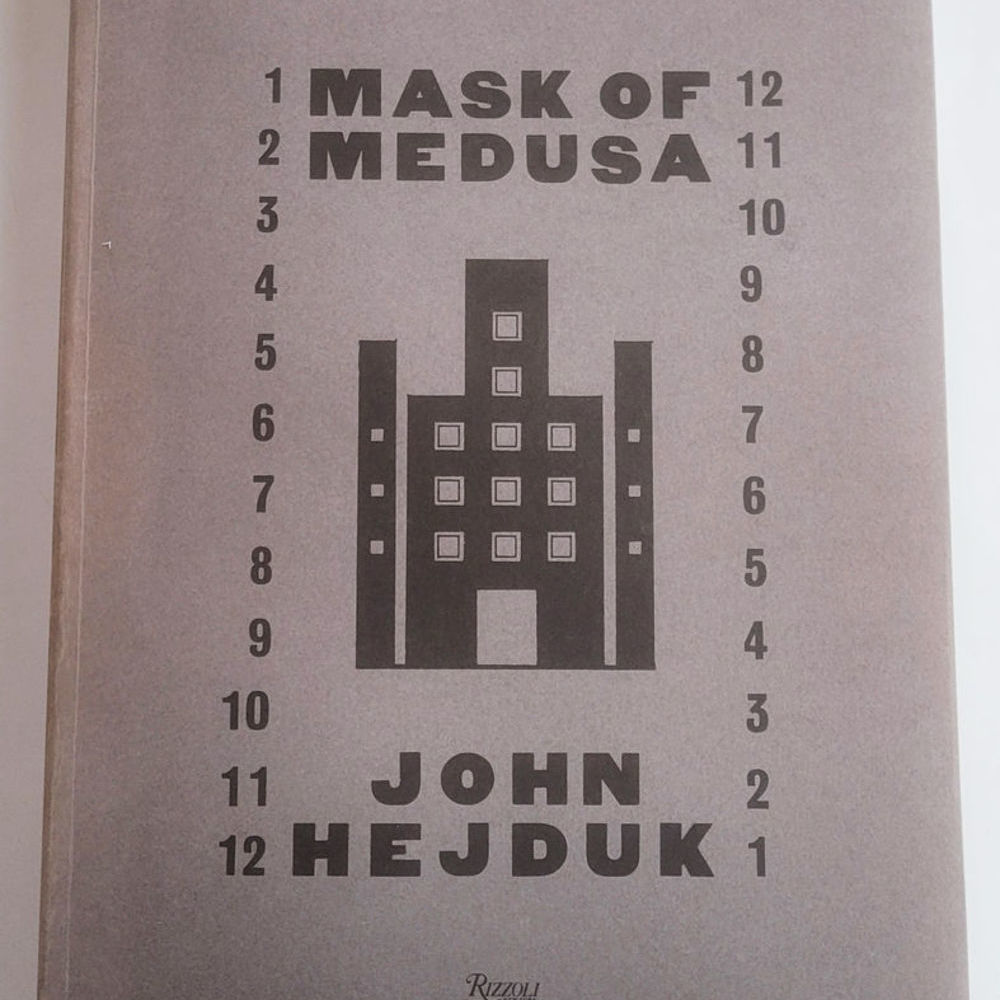 1 MASK OF 12
2 MEDUSA 11
3 10
4 9
5 8
6 7
7 6
8 5
9 4
10 3
11 JOHN 2
12 HEJDUK 1
RIZZOLI